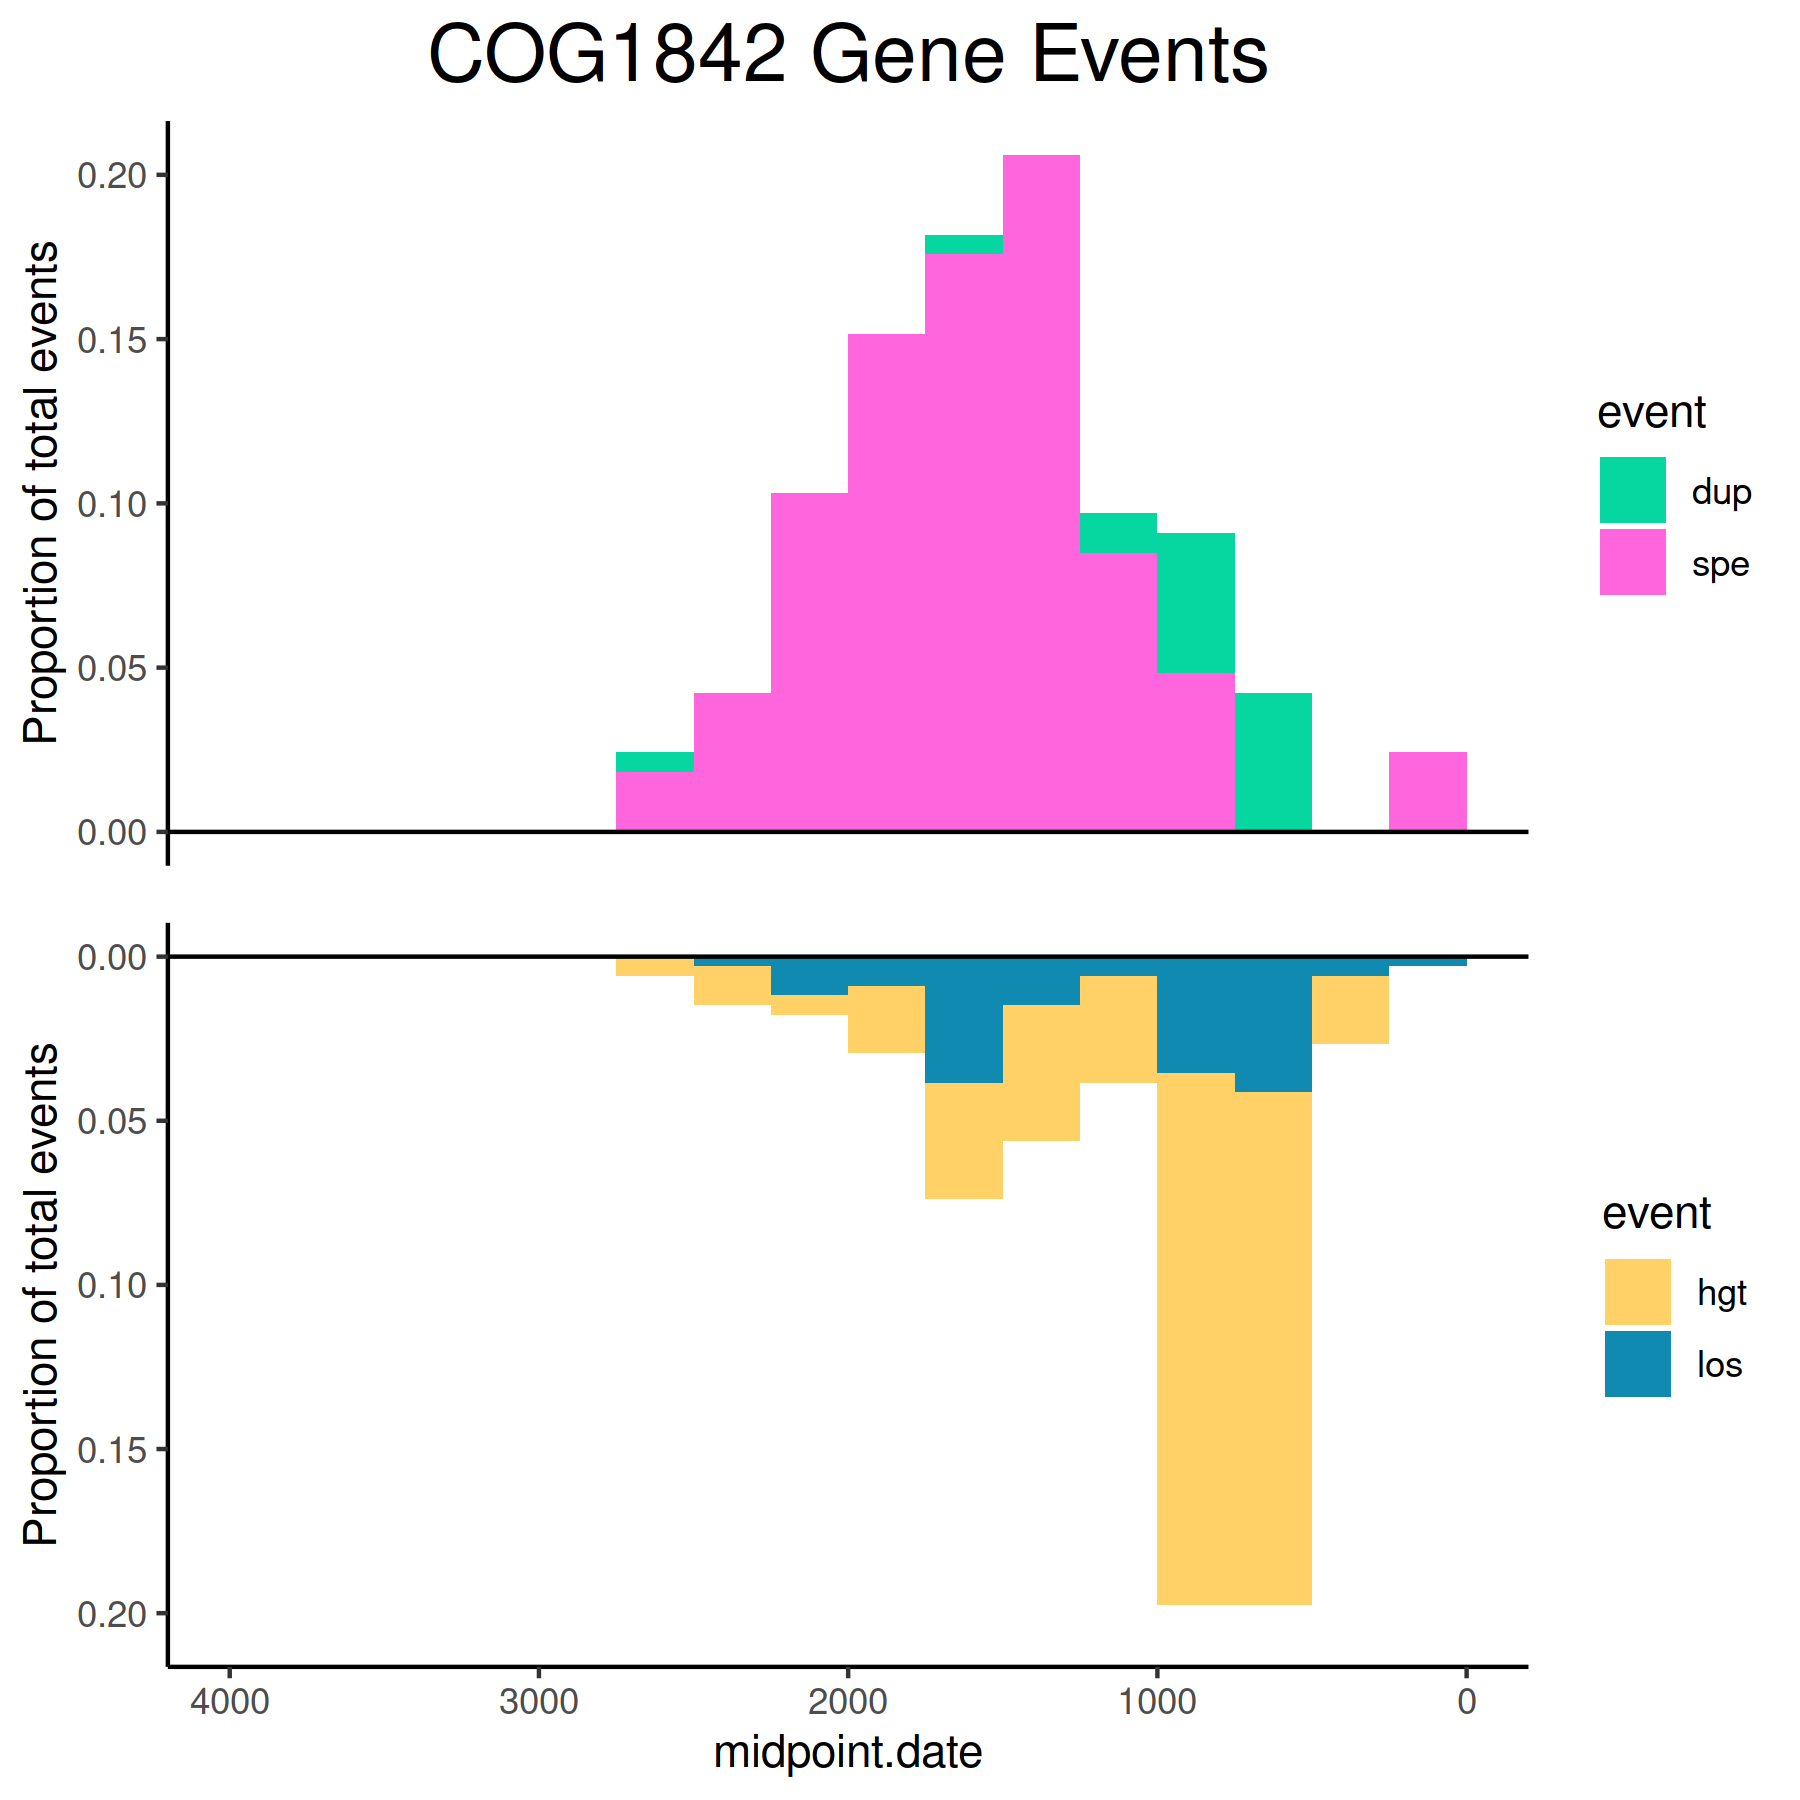 COG1842 Gene Events
Proportion of total events
0.20
0.15
0.10
0.05
0.00
event
dup
spe
Proportion of total events
0.00
0.05
0.10
0.15
0.20
event
hgt
los
4000 3000 2000 1000 0
midpoint.date